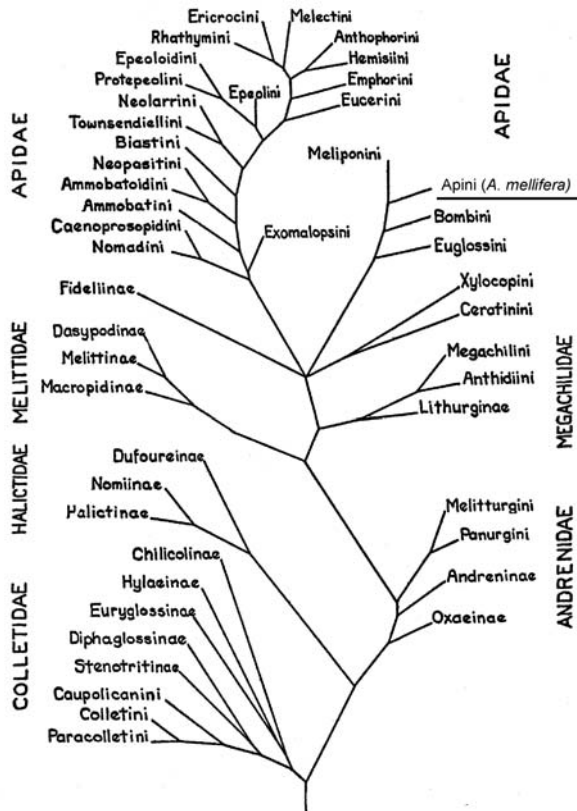 Ericrocini
Melectini
Rhathymini
Anthophorini
Epeoloidini
Hemisiini
Protepeolini
Epeolini
Emphorini
Neolarrini
Eucerini
Townsendiellini
Biastini
Meliponini
Neopasitini
Ammobatoidini
Apini (A. mellifera)
Ammobatini
Bombini
Caenoprosopidini
Exomalopsini
Nomadini
Euglossini
Fideliinae
Xylocopini
Ceratinini
Dasypodinae
Megachilini
Melittinae
Anthidiini
Macropidinae
Lithurginae
Dufoureinae
Nomiinae
Melitturgini
Halictinae
Panurgini
Chilicolinae
Hylaeinae
Andreninae
Euryglossinae
Oxaeinae
Diphaglossinae
Stenotritinae
Caupolicanini
Colletini
Paracolletini
APIDAE
MELITTIDAE
HALICTIDAE
COLLETIDAE
APIDAE
MEGACHILIDAE
ANDRENIDAE